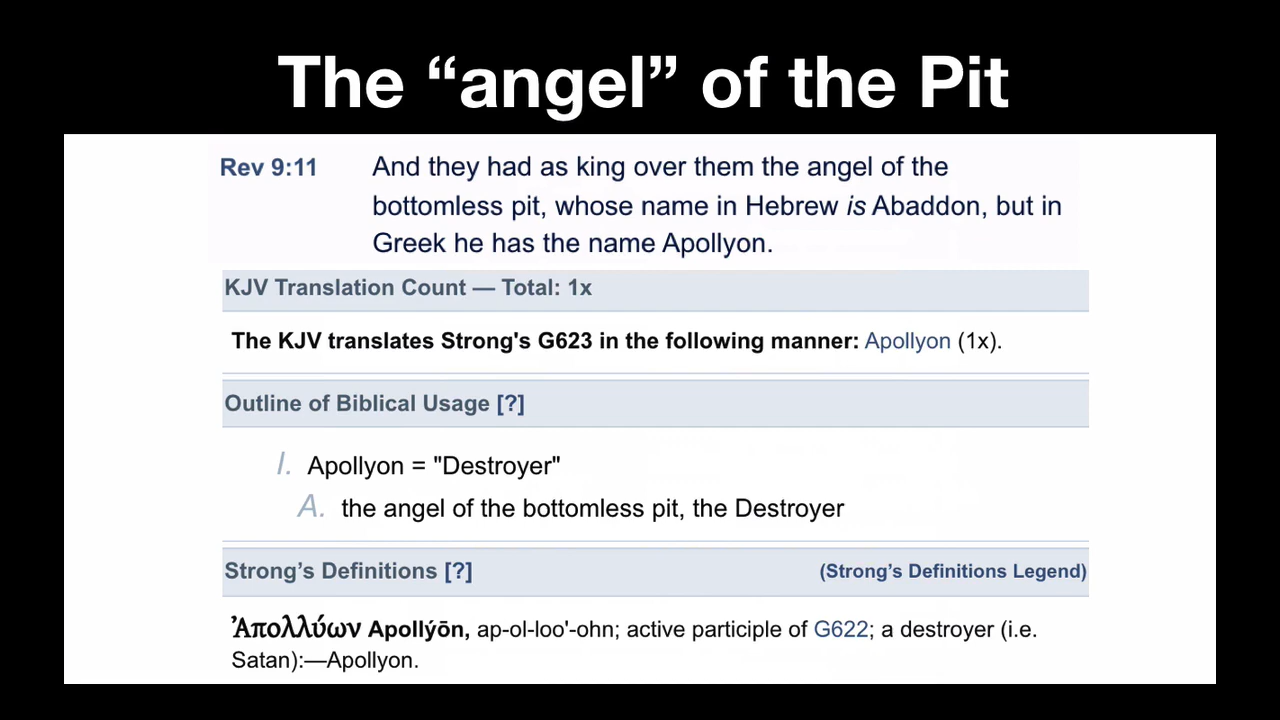 The “angel” of the Pit
Rev 9:11 And they had as king over them the angel of the
bottomless pit, whose name in Hebrew is Abaddon, but in
Greek he has the name Apollyon.
KJV Translation Count — Total: 1x
The KJV translates Strong's G623 in the following manner: Apollyon (1x).
Outline of Biblical Usage [?]
I. Apollyon = "Destroyer"
A. the angel of the bottomless pit, the Destroyer
Strong’s Definitions [?] (Strong’s Definitions Legend)
Ἀπολλύων Apollýōn, ap-ol-loo'-ohn; active participle of G622; a destroyer (i.e.
Satan):—Apollyon.